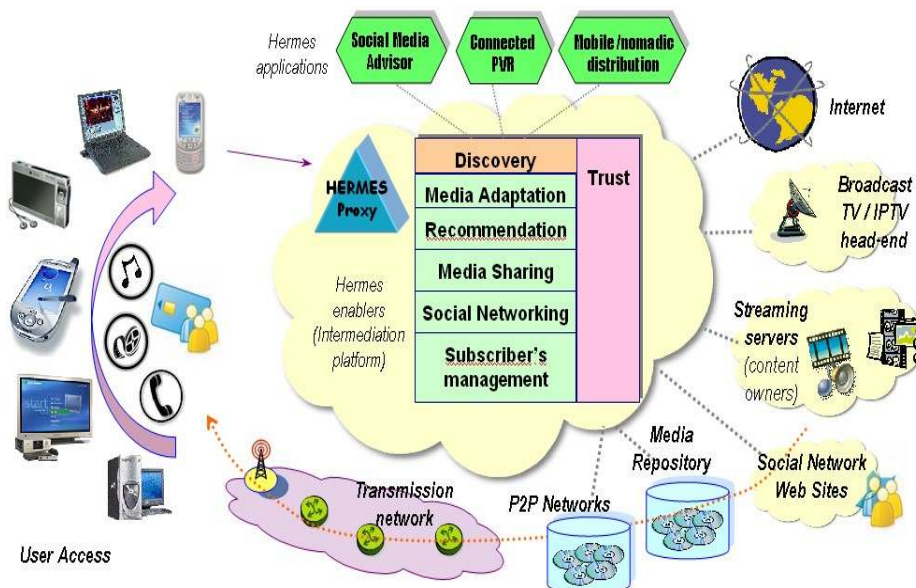 Hermes
applications
Social Media
Advisor
Connected
PVR
Mobile/nomadic
distribution
Internet
HERMES
Proxy
Discovery
Trust
Media Adaptation
Recommendation
Media Sharing
Social Networking
Subscriber's
management
Hermes
enablers
(Intermediation
platform)
Broadcast
TV / IPTV
head-end
Streaming
servers
(content
owners)
Media
Repository
Social Network
Web Sites
P2P Networks
Transmission
network
User Access
start